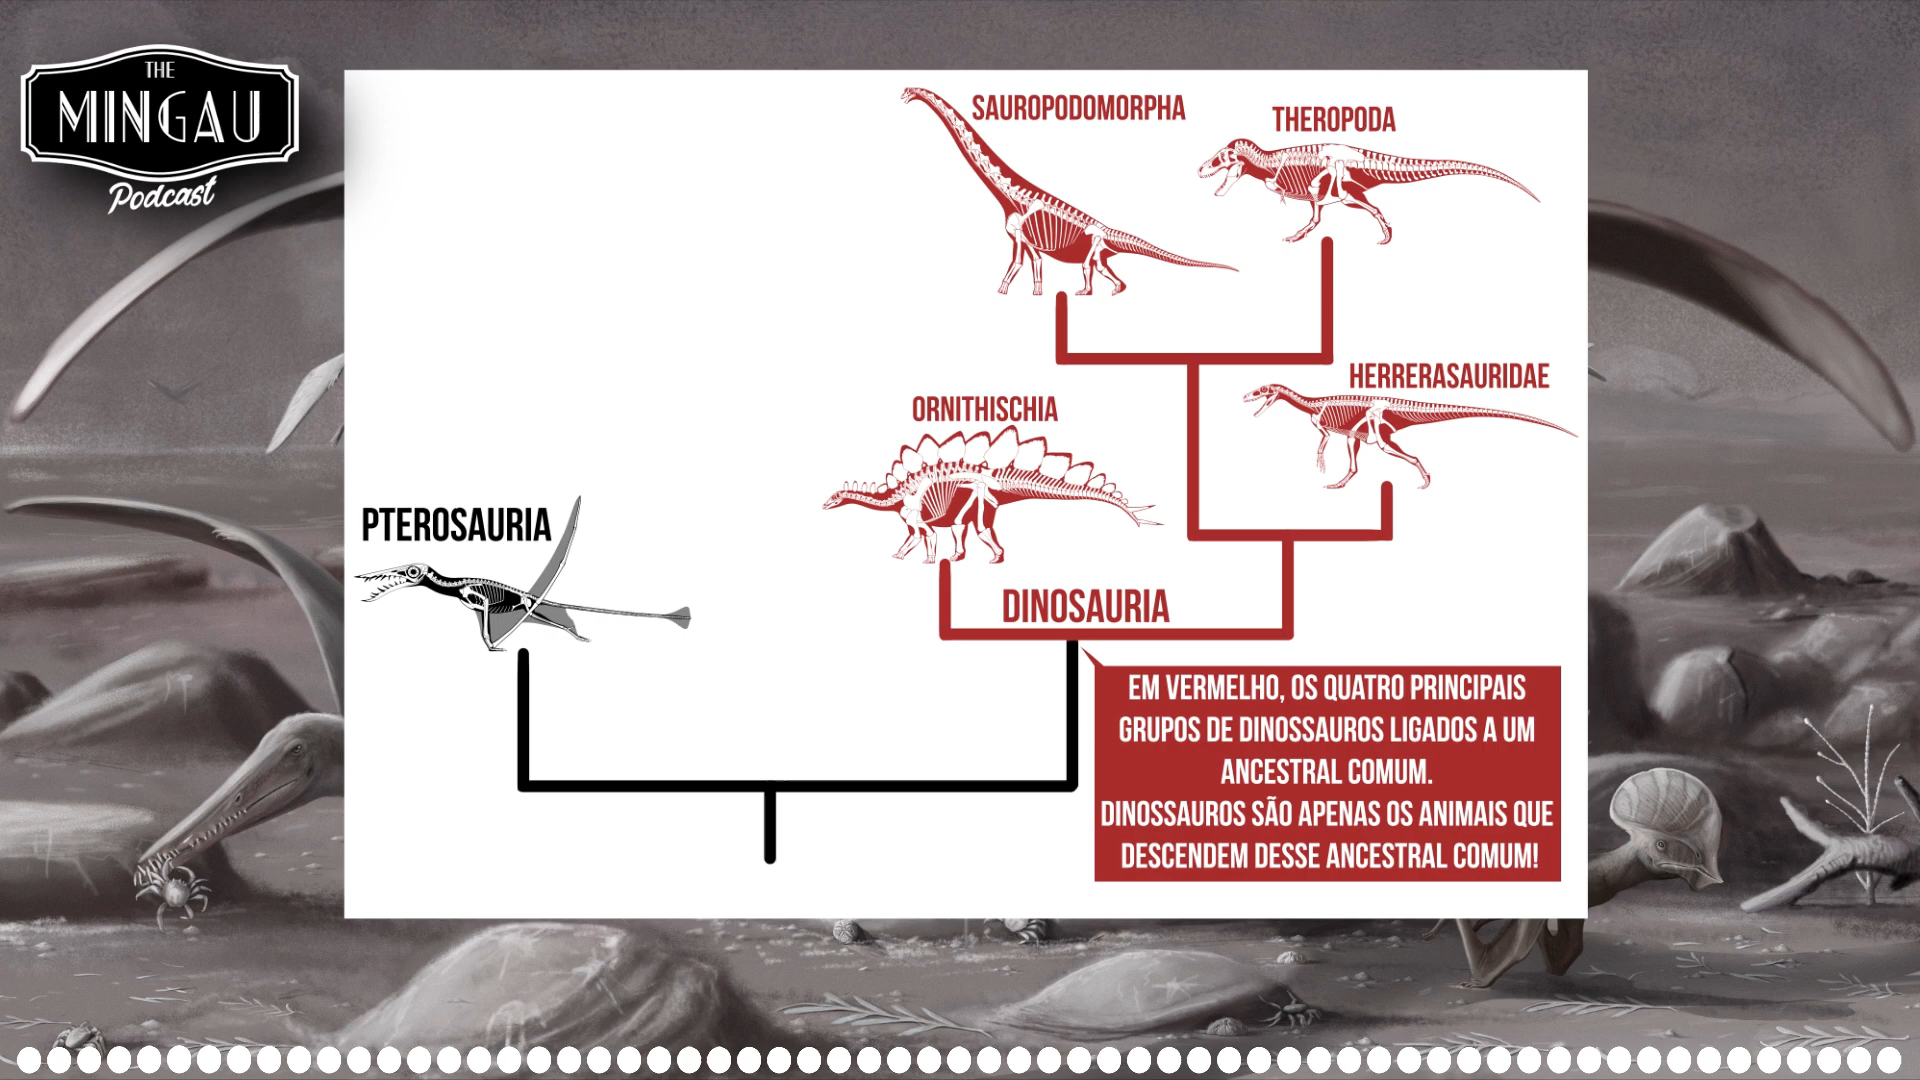 THE
MINGAU
Podcast
SAUROPODOMORPHA
THEROPODA
HERRERASAURIDAE
ORNITHISCHIA
PTEROSAURIA
DINOSAURIA
EM VERMELHO, OS QUATRO PRINCIPAIS
GRUPOS DE DINOSSAUROS LIGADOS A UM
ANCESTRAL COMUM.
DINOSSAUROS SÃO APENAS OS ANIMAIS QUE
DESCENDEM DESSE ANCESTRAL COMUM!